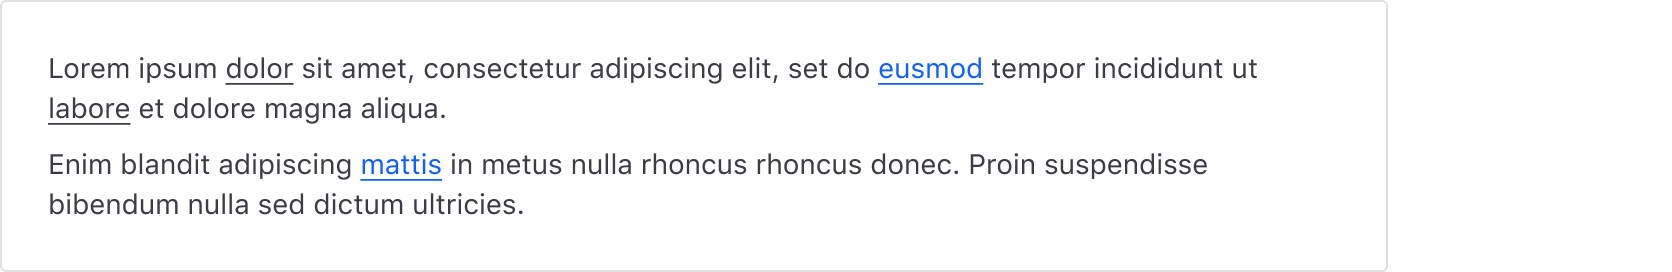 Lorem ipsum dolor sit amet, consectetur adipiscing elit, set do eusmod tempor incididunt ut
labore et dolore magna aliqua.
Enim blandit adipiscing mattis in metus nulla rhoncus rhoncus donec. Proin suspendisse
bibendum nulla sed dictum ultricies.